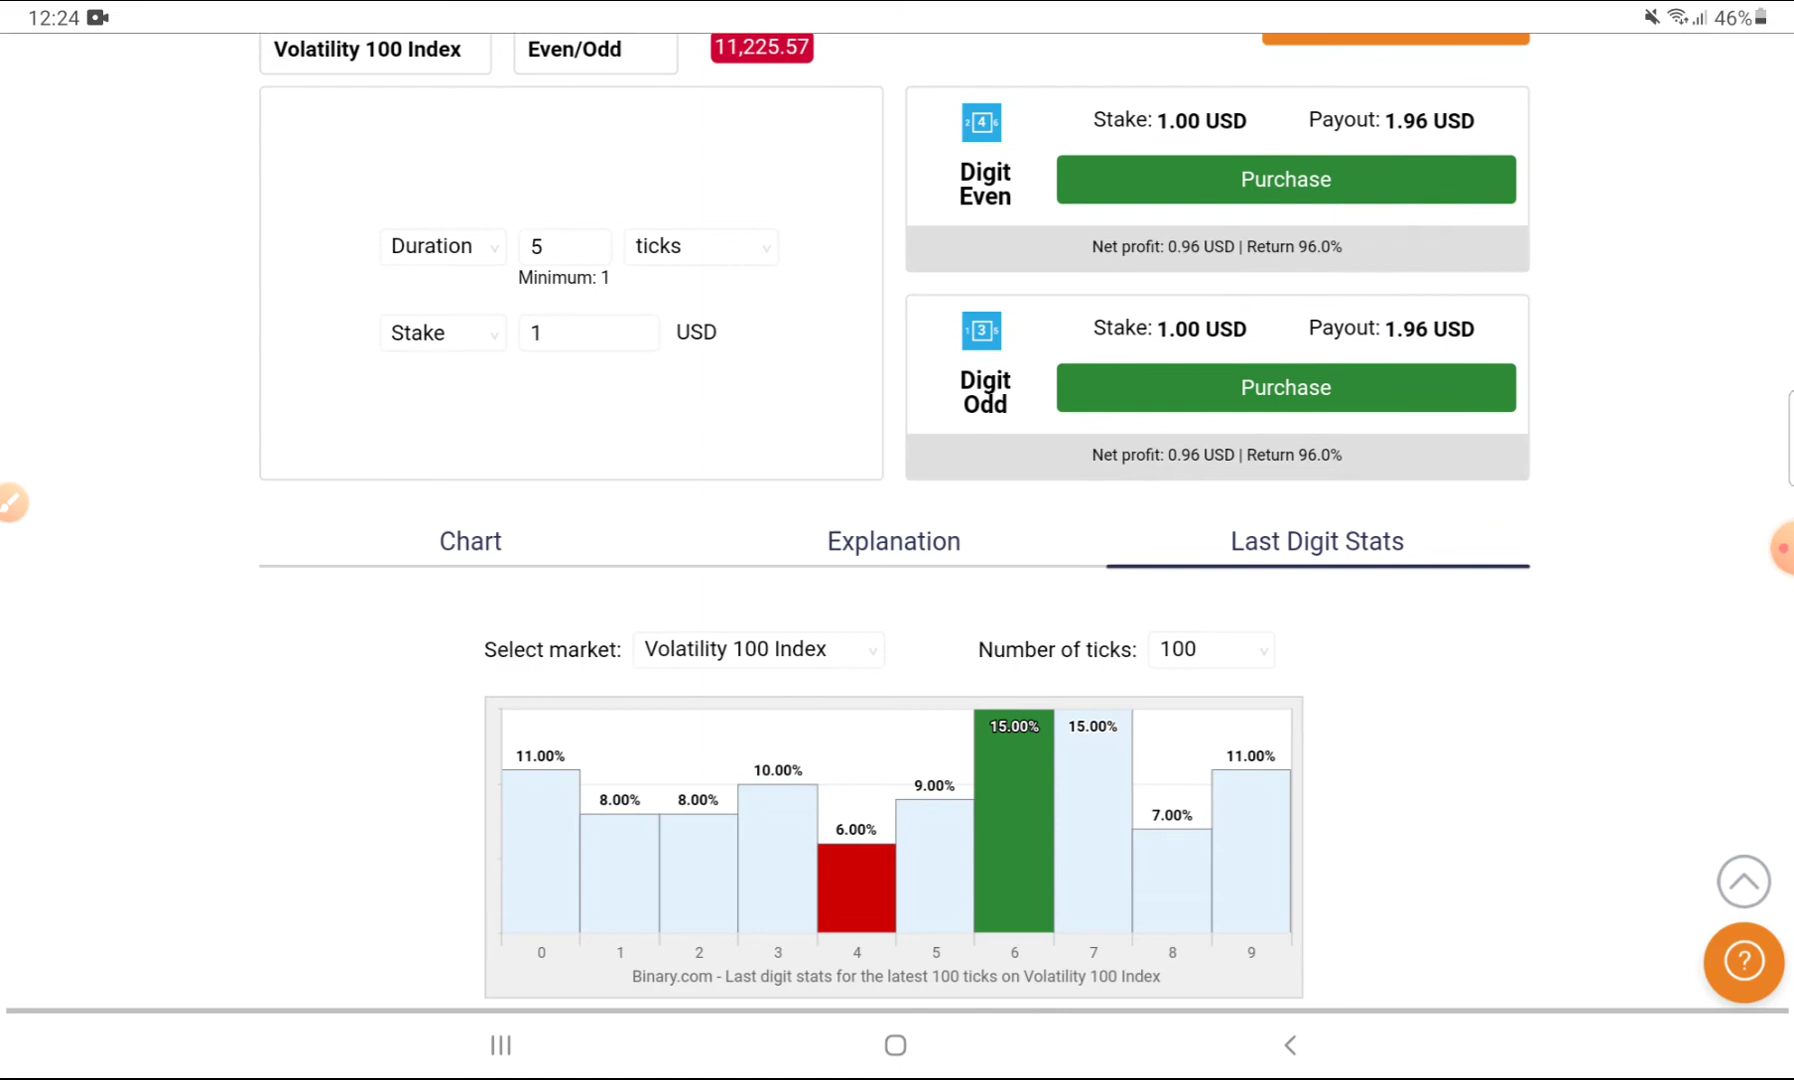 12:24
46%
Volatility 100 Index
Even/Odd
11,225.57
2 4 6
Digit
Even
Stake: 1.00 USD
Payout: 1.96 USD
Purchase
Net profit: 0.96 USD | Return 96.0%
Duration
5
ticks
Minimum: 1
Stake
1
USD
1 3 5
Digit
Odd
Stake: 1.00 USD
Payout: 1.96 USD
Purchase
Net profit: 0.96 USD | Return 96.0%
Chart
Explanation
Last Digit Stats
Select market:
Volatility 100 Index
Number of ticks:
100
11.00%
8.00%
8.00%
10.00%
6.00%
9.00%
15.00%
15.00%
7.00%
11.00%
0 1 2 3 4 5 6 7 8 9
Binary.com - Last digit stats for the latest 100 ticks on Volatility 100 Index
?